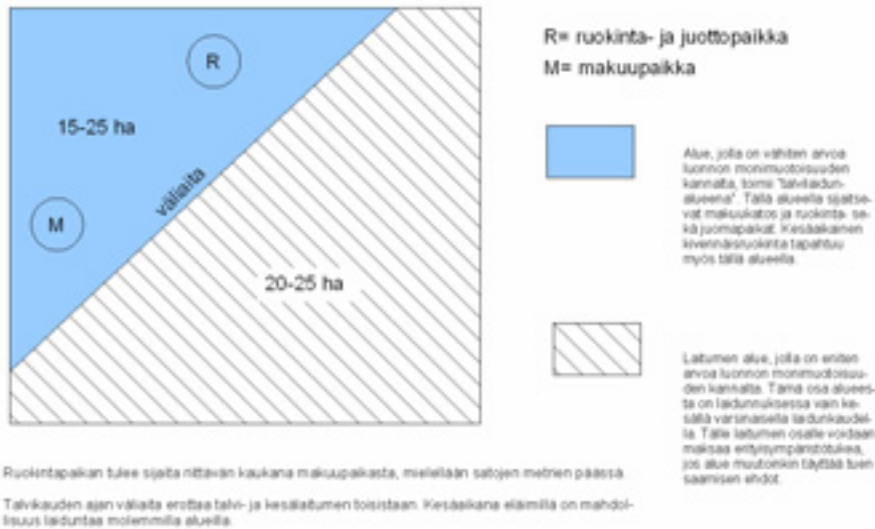 R= ruokinta- ja juottopaikka
M= makuupaikka
R
15-25 ha
väliaita
M
20-25 ha
Alue, jolla on vähiten arvoa
luonnon monimuotoisuuden
kannalta, toimii "talvilaidun-
alueena". Tällä alueella sijaitse-
vat makuukatos ja ruokinta- se-
kä juomapaikat. Kesäaikainen
kivennäisruokinta tapahtuu
myös tällä alueella.
Laitumen alue, jolla on eniten
arvoa luonnon monimuotoisuu-
den kannalta. Tämä osa aluees-
ta on laidunnuksessa vain ke-
sällä varsinaisella laidunkaudel-
la. Tälle laitumen osalle voidaan
maksaa erityisympäristötukea,
jos alue muutoinkin täyttää tuen
saamisen ehdot.
Ruokintapaikan tulee sijaita riittävän kaukana makuupaikasta, mielellään satojen metrien päässä.
Talvikauden ajan väliaita erottaa talvi- ja kesälaitumen toisistaan. Kesäaikana eläimillä on mahdol-
lisuus laiduntaa molemmilla alueilla.